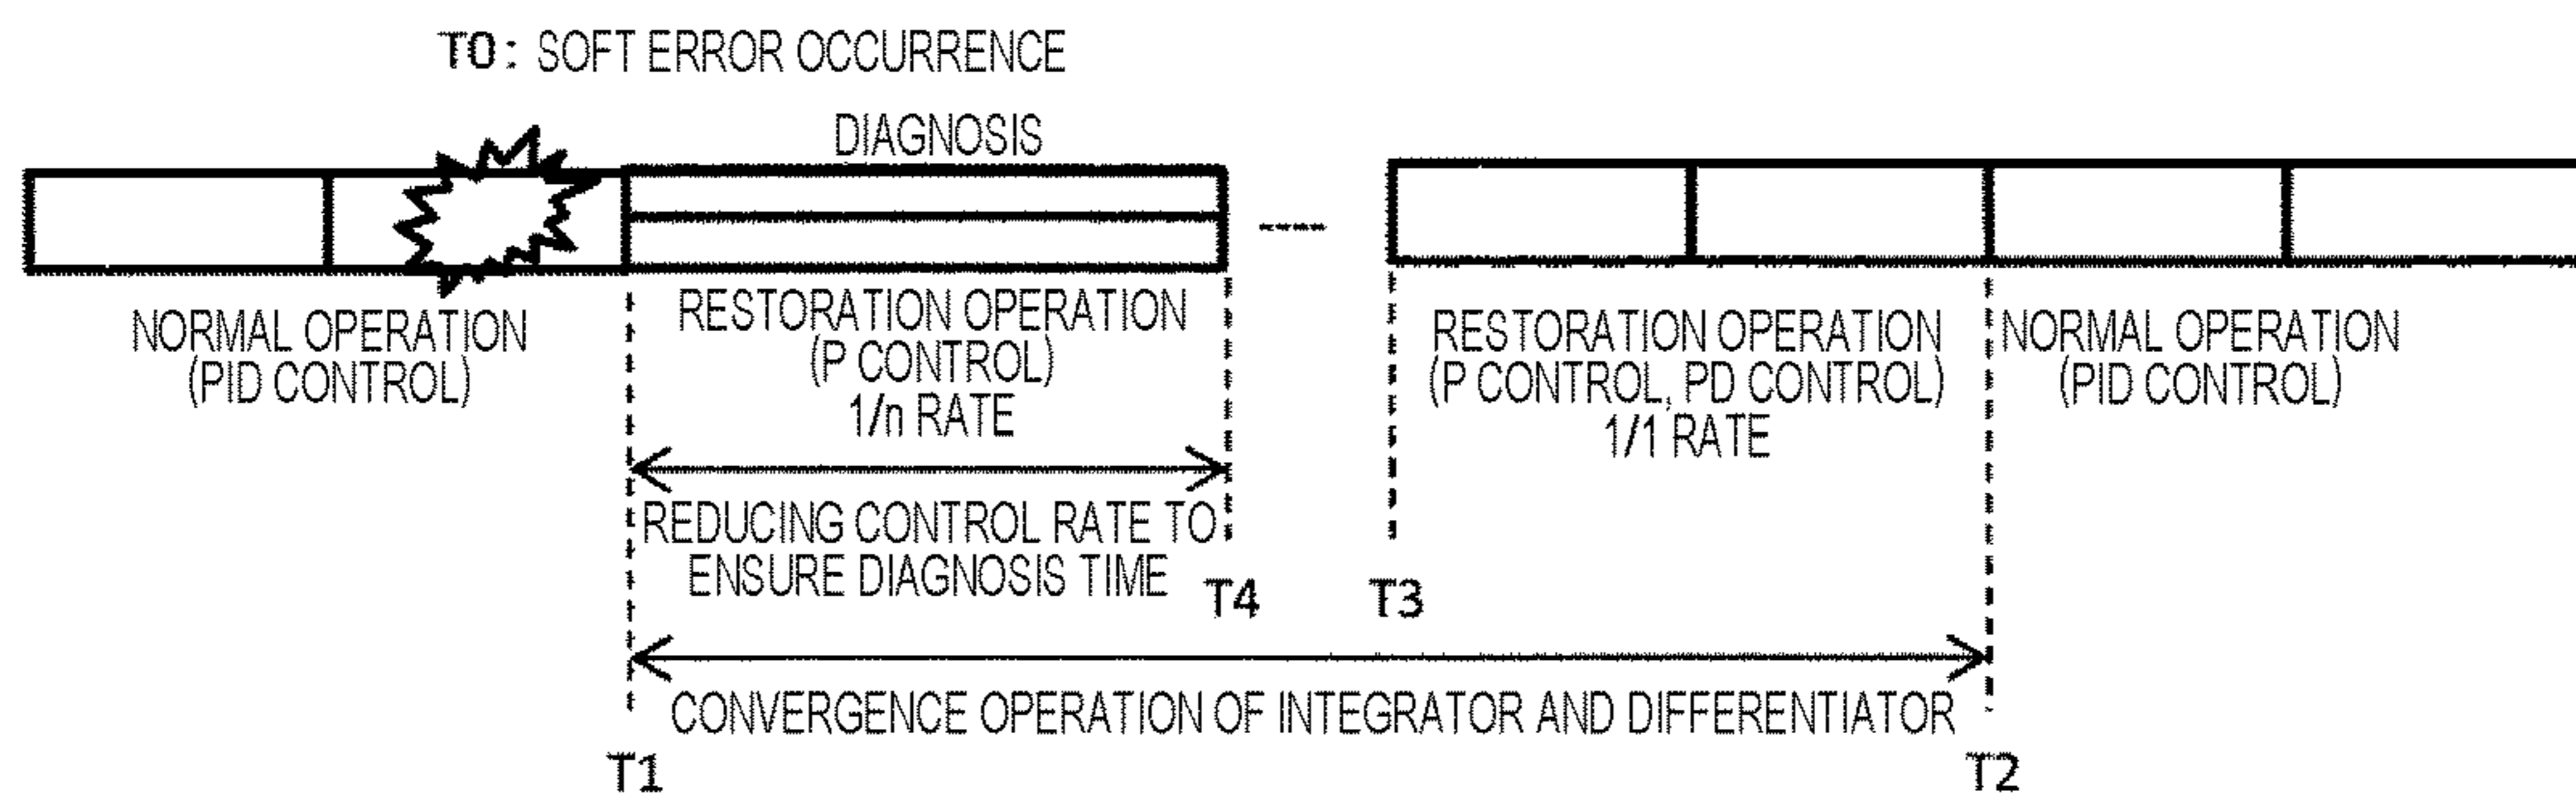 T0: SOFT ERROR OCCURRENCE
DIAGNOSIS
NORMAL OPERATION
(PID CONTROL)
RESTORATION OPERATION
(P CONTROL)
1/n RATE
RESTORATION OPERATION
(P CONTROL, PD CONTROL)
1/1 RATE
NORMAL OPERATION
(PID CONTROL)
REDUCING CONTROL RATE TO
ENSURE DIAGNOSIS TIME
T4
T3
CONVERGENCE OPERATION OF INTEGRATOR AND DIFFERENTIATOR
T1
T2